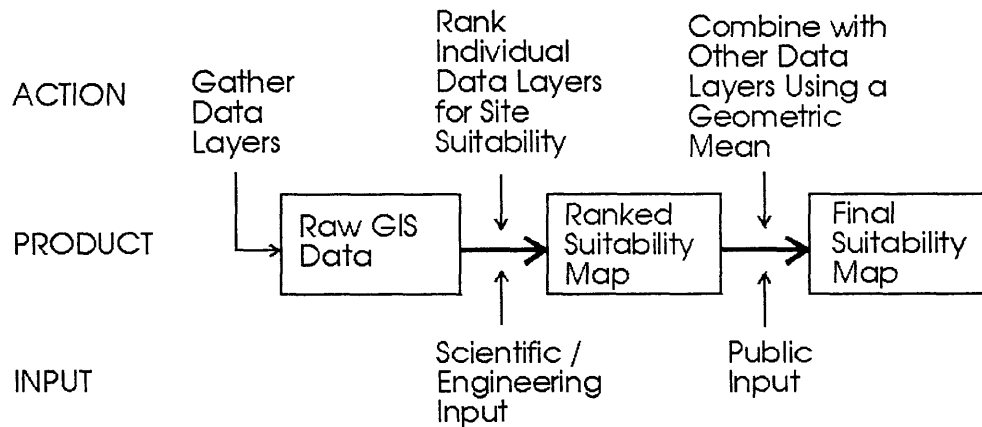 ACTION
Gather
Data
Layers
Rank
Individual
Data Layers
for Site
Suitability
Combine with
Other Data
Layers Using a
Geometric
Mean
PRODUCT
Raw GIS
Data
Ranked
Suitability
Map
Final
Suitability
Map
INPUT
Scientific /
Engineering
Input
Public
Input